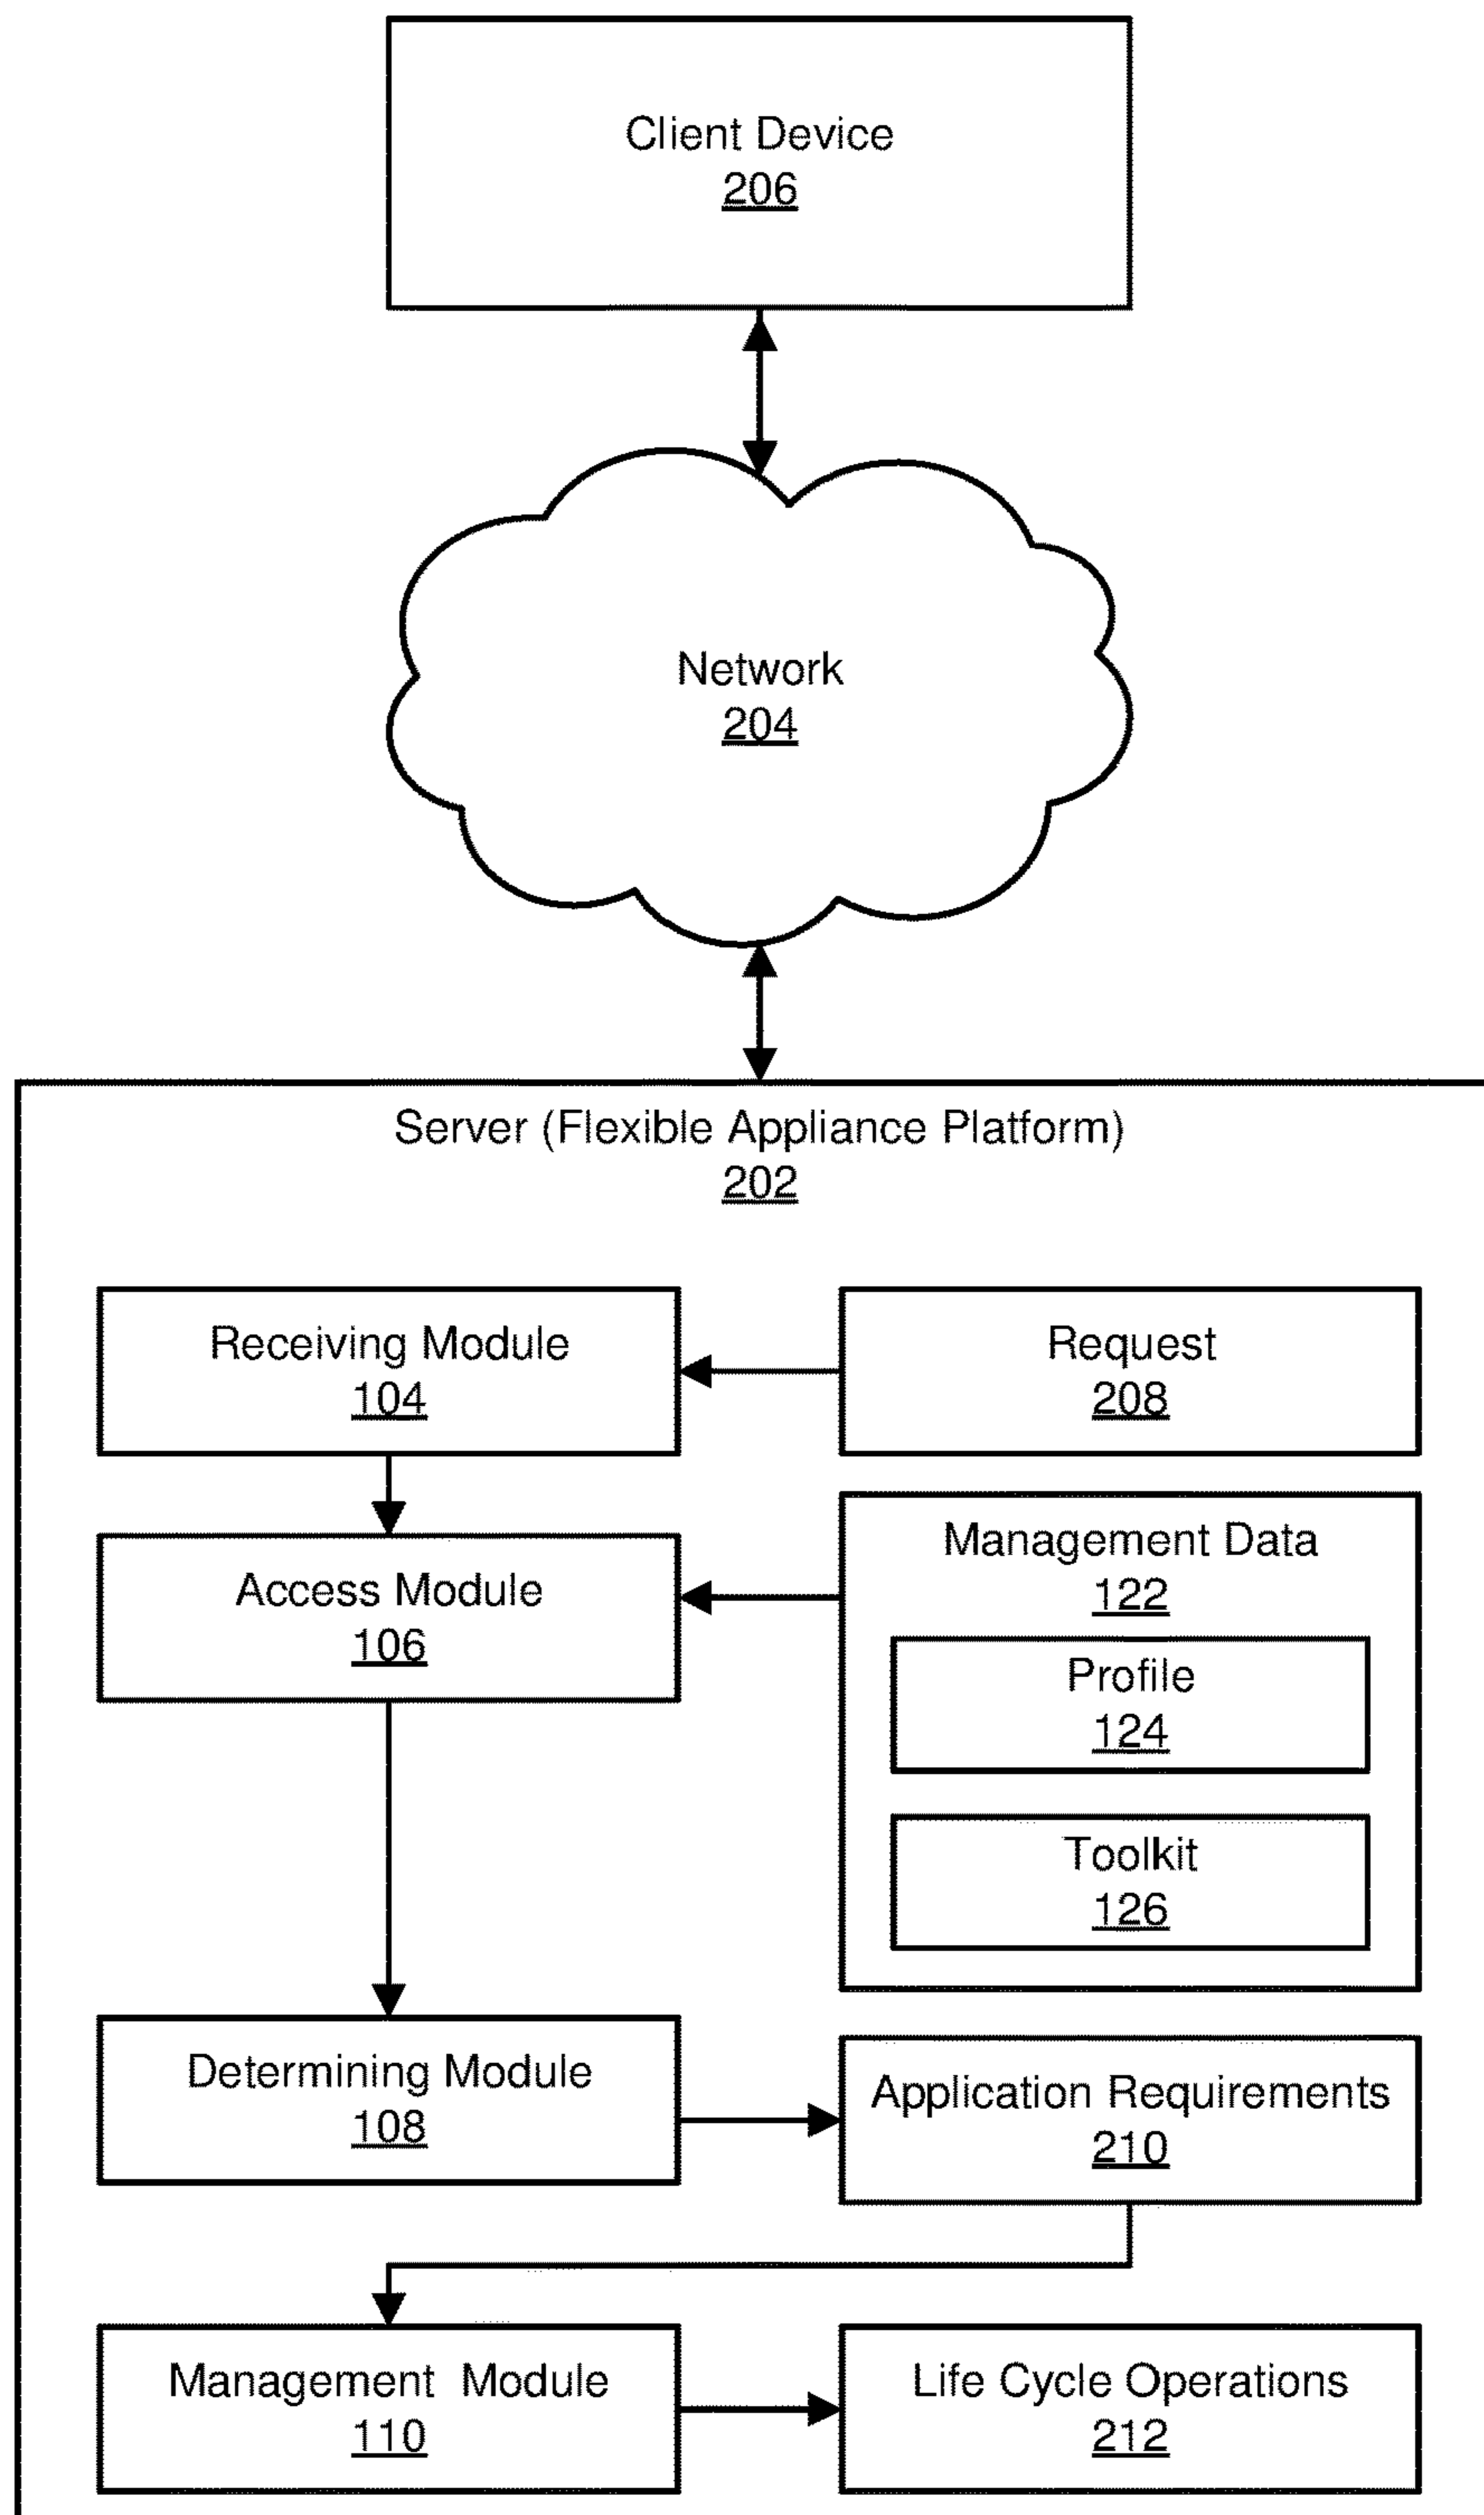 Client Device
206
Network
204
Server (Flexible Appliance Platform)
202
Receiving Module
104
Request
208
Access Module
106
Management Data
122
Profile
124
Toolkit
126
Determining Module
108
Application Requirements
210
Management Module
110
Life Cycle Operations
212